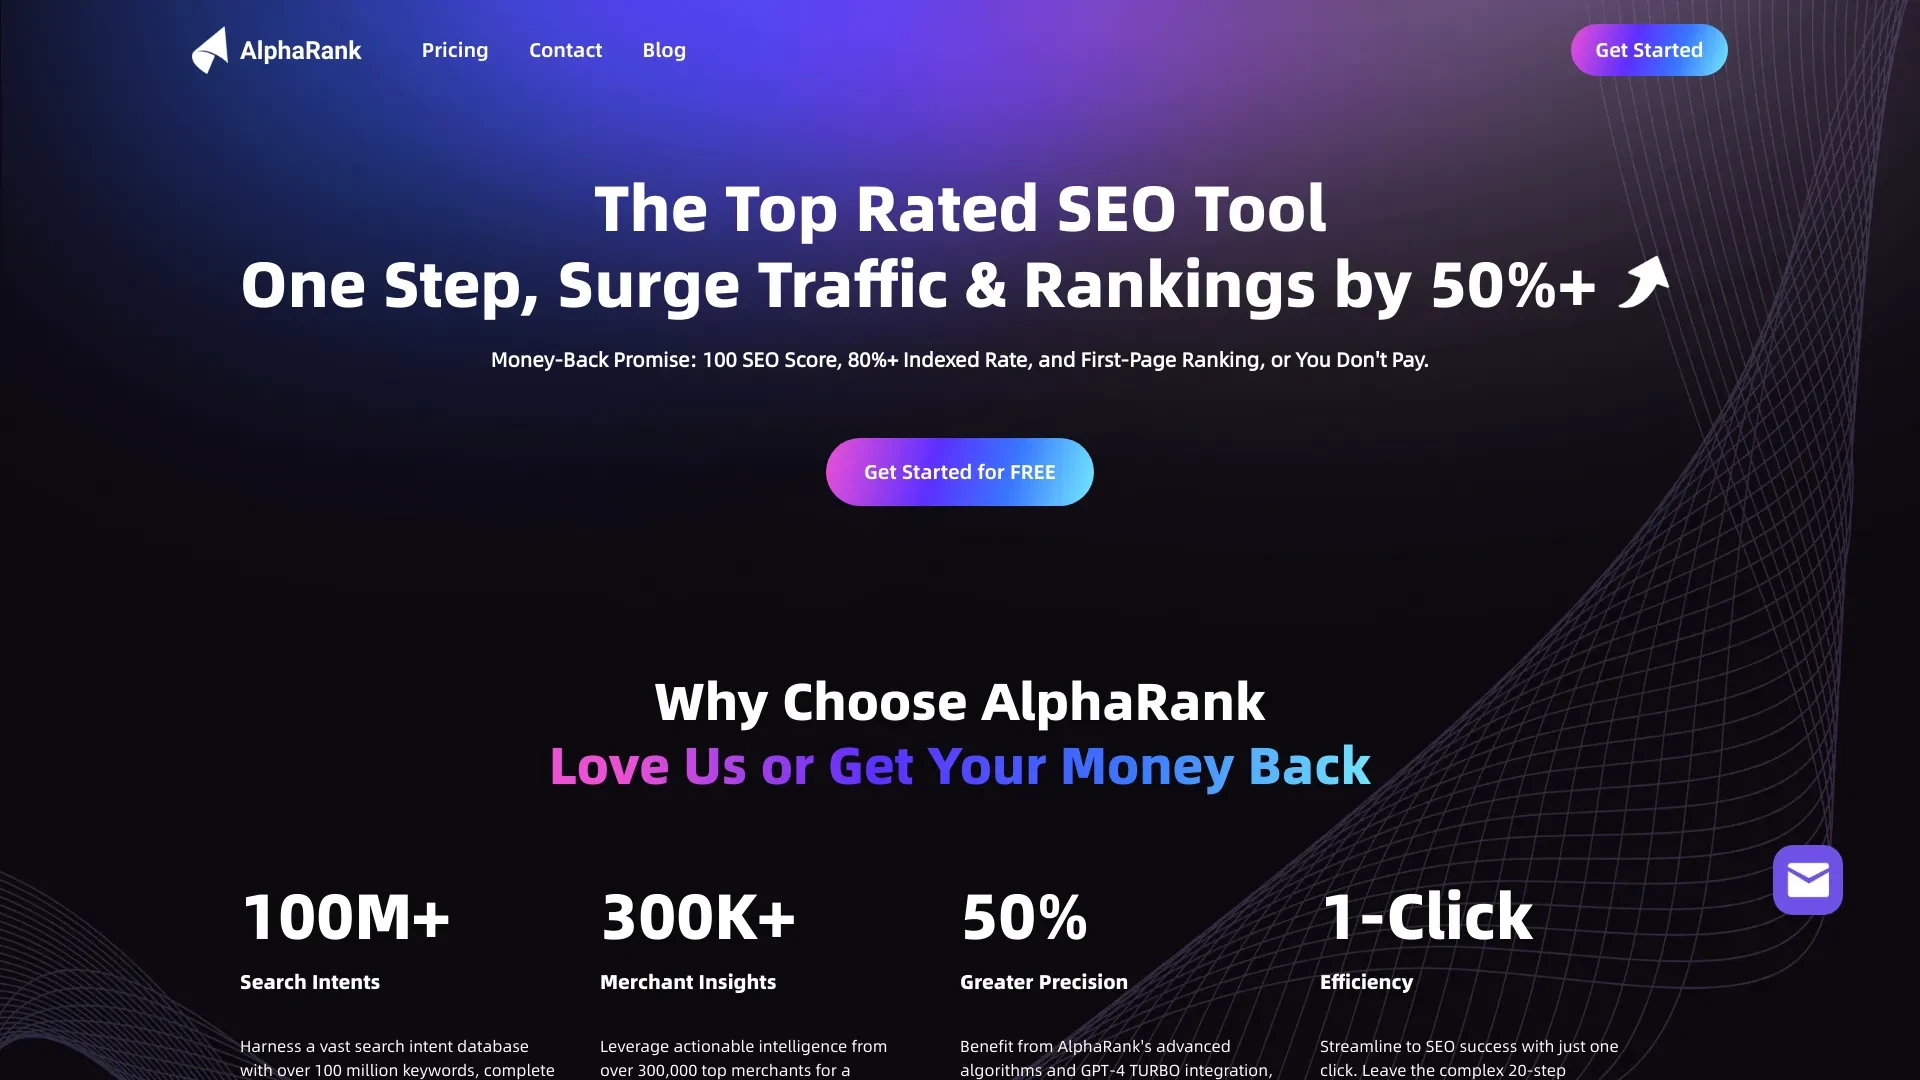 AlphaRank
Pricing
Contact
Blog
Get Started
The Top Rated SEO Tool
One Step, Surge Traffic & Rankings by 50%+
Money-Back Promise: 100 SEO Score, 80%+ Indexed Rate, and First-Page Ranking, or You Don't Pay.
Get Started for FREE
Why Choose AlphaRank
Love Us or Get Your Money Back
100M+
Search Intents
Harness a vast search intent database
with over 100 million keywords, complete
300K+
Merchant Insights
Leverage actionable intelligence from
over 300,000 top merchants for a
50%
Greater Precision
Benefit from AlphaRank's advanced
algorithms and GPT-4 TURBO integration,
1-Click
Efficiency
Streamline to SEO success with just one
click. Leave the complex 20-step